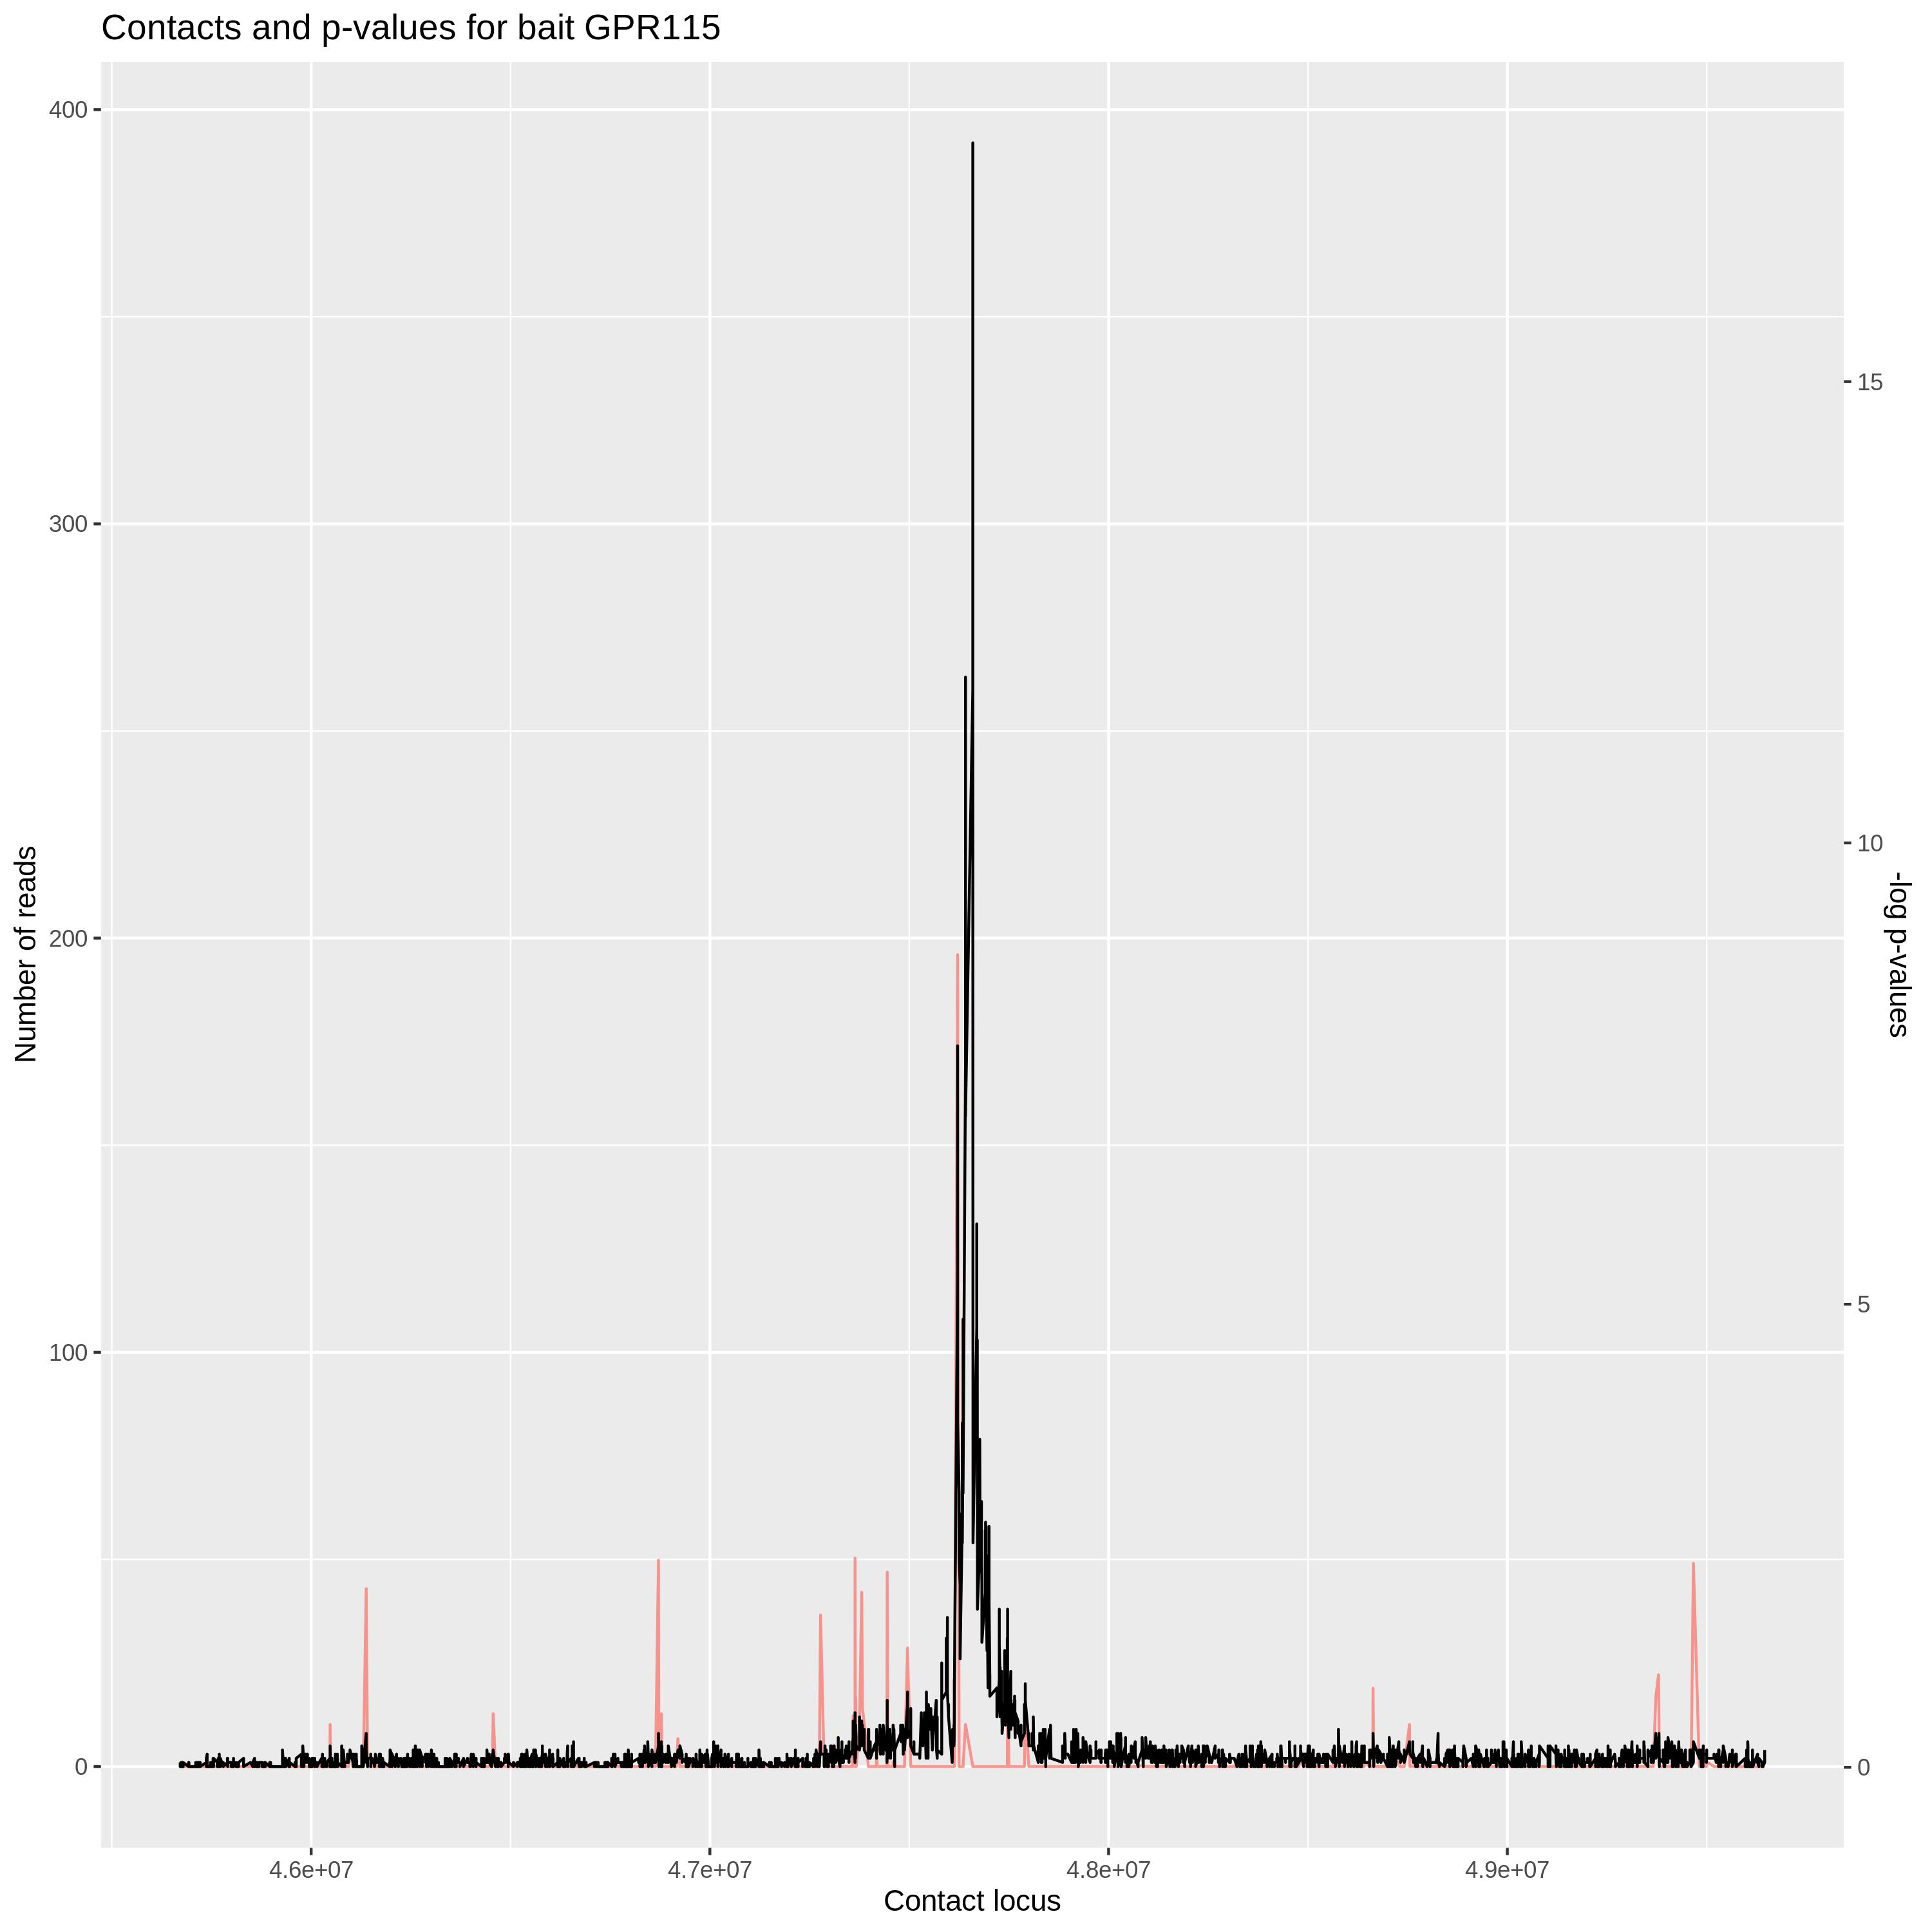 Contacts and p-values for bait GPR115
400
300
200
100
0
Number of reads
15
10
5
0
-log p-values
4.6e+07
4.7e+07
4.8e+07
4.9e+07
Contact locus